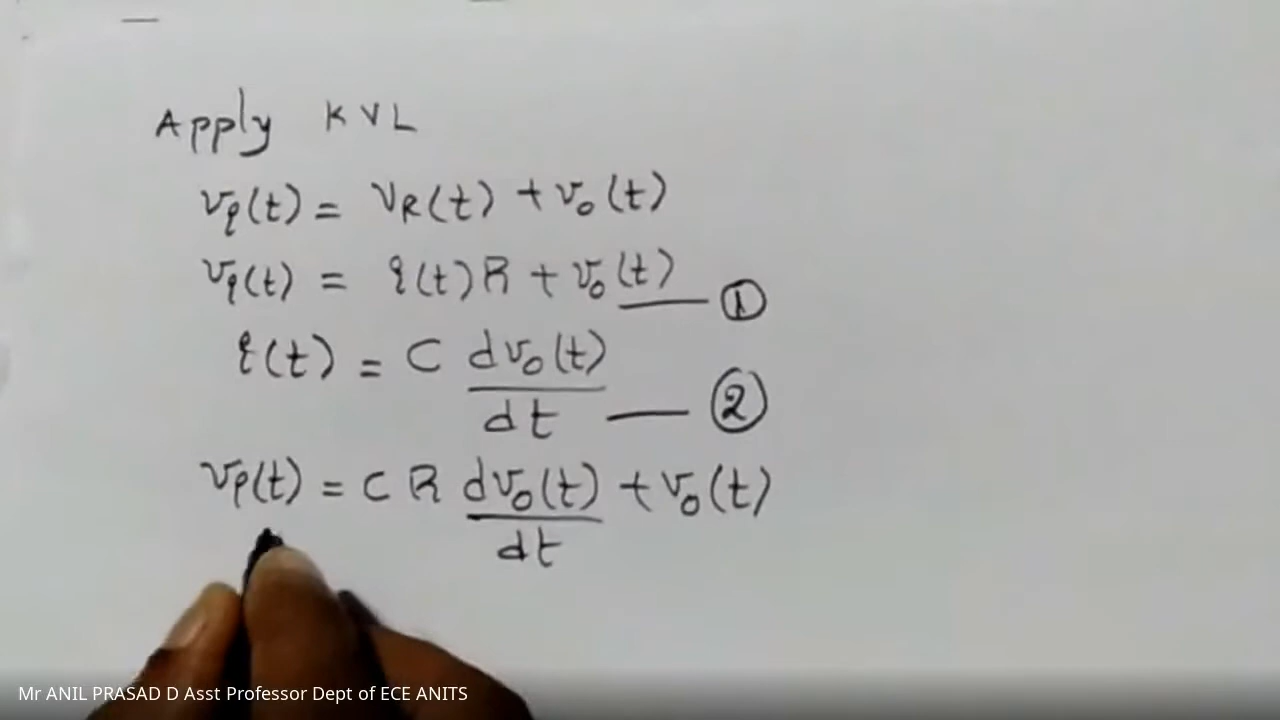 Apply KVL
vi(t) = VR(t) + vo(t)
vi(t) = i(t)R + vo(t) — ①
i(t) = C dvo(t)/dt — ②
vi(t) = C R dvo(t)/dt + vo(t)
Mr ANIL PRASAD D Asst Professor Dept of ECE ANITS